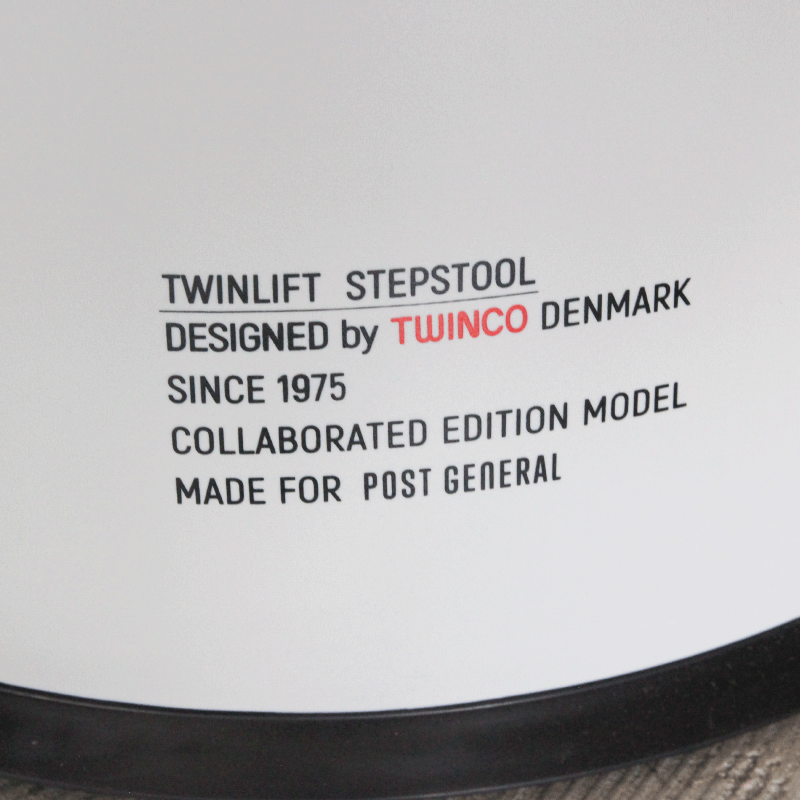 TWINLIFT STEPSTOOL
DESIGNED by TWINCO DENMARK
SINCE 1975
COLLABORATED EDITION MODEL
MADE FOR POST GENERAL